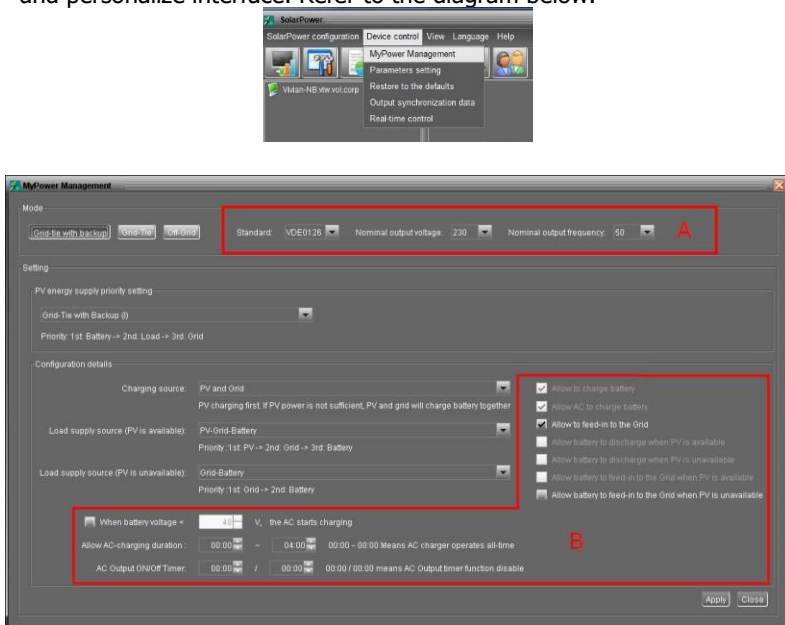 and personalize interface. Refer to the diagram below.
SolarPower
SolarPower configuration Device control View Language Help
MyPower Management
Parameters setting
Restore to the defaults
Output synchronization data
Real-time control
Vivian-NB.vtw.vol.corp
MyPower Management
Mode
Grid-tie with backup Grid-Tie Off-Grid Standard: VDE0126 Nominal output voltage: 230 Nominal output frequency: 50 A
Setting
PV energy supply priority setting
Grid-Tie with Backup (I)
Priority: 1st: Battery-> 2nd: Load-> 3rd: Grid
Configuration details
Charging source: PV and Grid
PV charging first. If PV power is not sufficient, PV and grid will charge battery together
Load supply source (PV is available): PV-Grid-Battery
Priority :1st: PV-> 2nd: Grid-> 3rd: Battery
Load supply source (PV is unavailable): Grid-Battery
Priority :1st: Grid-> 2nd: Battery
Allow to charge battery
Allow AC to charge battery
Allow to feed-in to the Grid
Allow battery to discharge when PV is available
Allow battery to discharge when PV is unavailable
Allow battery to feed-in to the Grid when PV is available
Allow battery to feed-in to the Grid when PV is unavailable
When battery voltage < 48 V, the AC starts charging
Allow AC-charging duration : 00:00 ~ 04:00 00:00 - 00:00 Means AC charger operates all-time
AC Output ON/Off Timer: 00:00 / 00:00 00:00 / 00:00 means AC Output timer function disable
B
Apply Close